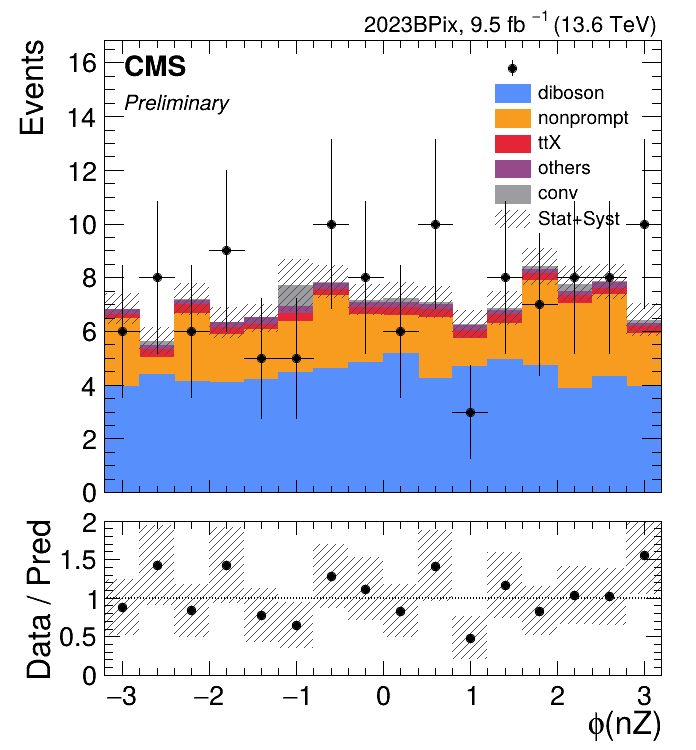 2023BPix, 9.5 fb⁻¹ (13.6 TeV)
Events
CMS
Preliminary
diboson
nonprompt
ttX
others
conv
Stat+Syst
16
14
12
10
8
6
4
2
0
Data / Pred
2
1.5
1
0.5
0
−3 −2 −1 0 1 2 3
ϕ(nZ)